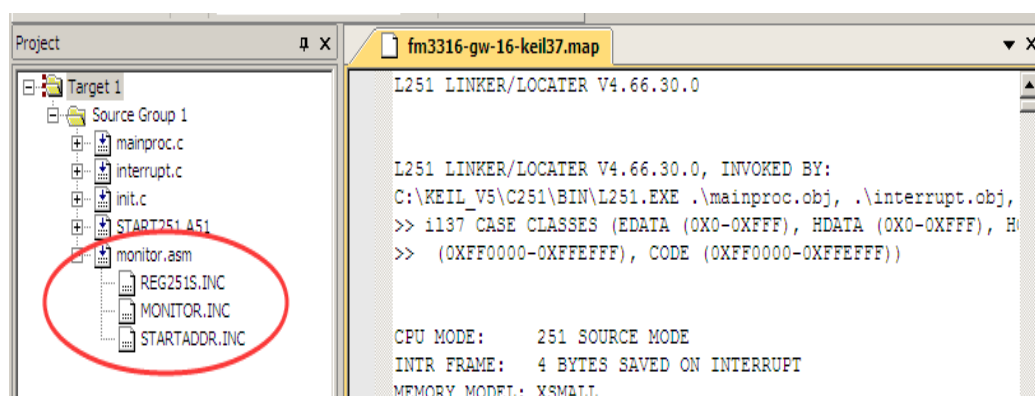 Project
Target 1
Source Group 1
mainproc.c
interrupt.c
init.c
START251.A51
monitor.asm
REG251S.INC
MONITOR.INC
STARTADDR.INC
fm3316-gw-16-keil37.map
L251 LINKER/LOCATER V4.66.30.0
L251 LINKER/LOCATER V4.66.30.0, INVOKED BY:
C:\KEIL_V5\C251\BIN\L251.EXE .\mainproc.obj, .\interrupt.obj,
>> il37 CASE CLASSES (EDATA (0X0-0XFFF), HDATA (0X0-0XFFF),
>> (0XFF0000-0XFFEFFF), CODE (0XFF0000-0XFFEFFF))
CPU MODE: 251 SOURCE MODE
INTR FRAME: 4 BYTES SAVED ON INTERRUPT
MEMORY MODEL: XSMALL